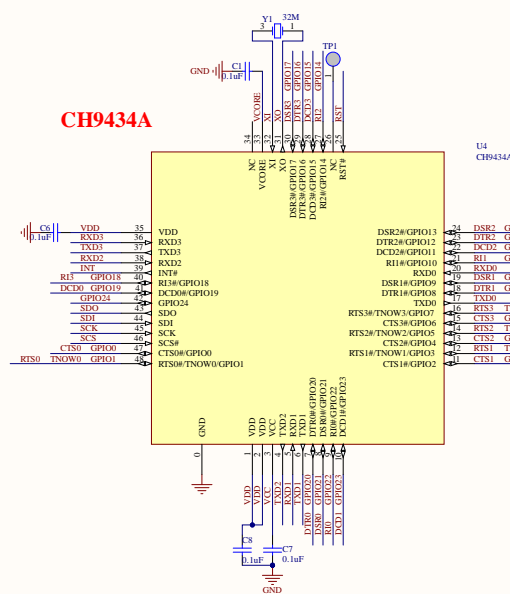 Y1 32M
3 1
TP1
C1
GND
0.1uF
VCORE
XI
XO
DSR3 GPIO17
DTR3 GPIO16
DCD3 GPIO15
RI2 GPIO14
1
RST
CH9434A
34 33 32 31 30 29 28 27 26 25
U4
CH9434A
NC
VCORE
XI
XO
DSR3#/GPIO17
DTR3#/GPIO16
DCD3#/GPIO15
RI2#/GPIO14
NC
RST#
C6
0.1uF
VDD 35 VDD
RXD3 36 RXD3
TXD3 37 TXD3
RXD2 38 RXD2
INT 39 INT#
RI3 GPIO18 40 RI3#/GPIO18
DCD0 GPIO19 41 DCD0#/GPIO19
GPIO24 42 GPIO24
SDO 43 SDO
SDI 44 SDI
SCK 45 SCK
SCS 46 SCS#
CTS0 GPIO0 47 CTS0#/GPIO0
RTS0 TNOW0 GPIO1 48 RTS0#/TNOW0/GPIO1
DSR2#/GPIO13 24 DSR2 G
DTR2#/GPIO12 23 DTR2 G
DCD2#/GPIO11 22 DCD2 G
RI1#/GPIO10 21 RI1 G
RXD0 20 RXD0
DSR1#/GPIO9 19 DSR1 G
DTR1#/GPIO8 18 DTR1 G
TXD0 17 TXD0
RTS3#/TNOW3/GPIO7 16 RTS3 T
CTS3#/GPIO6 15 CTS3 G
RTS2#/TNOW2/GPIO5 14 RTS2 T
CTS2#/GPIO4 13 CTS2 G
RTS1#/TNOW1/GPIO3 12 RTS1 T
CTS1#/GPIO2 11 CTS1 G
GND
VDD
VDD
VCC
TXD2
RXD1
TXD1
DTR0#/GPIO20
DSR0#/GPIO21
RI0#/GPIO22
DCD1#/GPIO23
0 1 2 3 4 5 6 7 8 9 10
VDD
VDD
VCC
TXD2
RXD1
TXD1
DTR0 GPIO20
DSR0 GPIO21
RI0 GPIO22
DCD1 GPIO23
C8 C7
0.1uF 0.1uF
GND